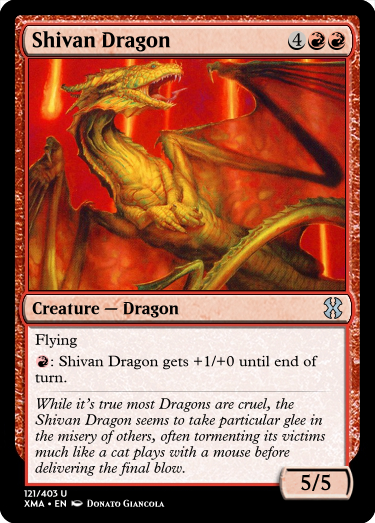 Shivan Dragon 4
Creature — Dragon
Flying
: Shivan Dragon gets +1/+0 until end of
turn.
While it's true most Dragons are cruel, the
Shivan Dragon seems to take particular glee in
the misery of others, often tormenting its victims
much like a cat plays with a mouse before
delivering the final blow.
5/5
121/403 U
XMA • EN Donato Giancola